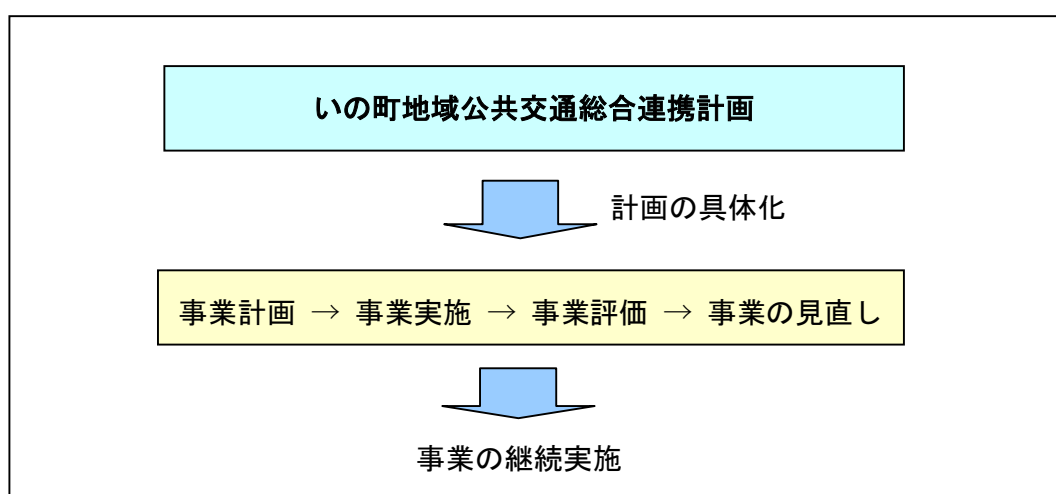 いの町地域公共交通総合連携計画
計画の具体化
事業計画 → 事業実施 → 事業評価 → 事業の見直し
事業の継続実施